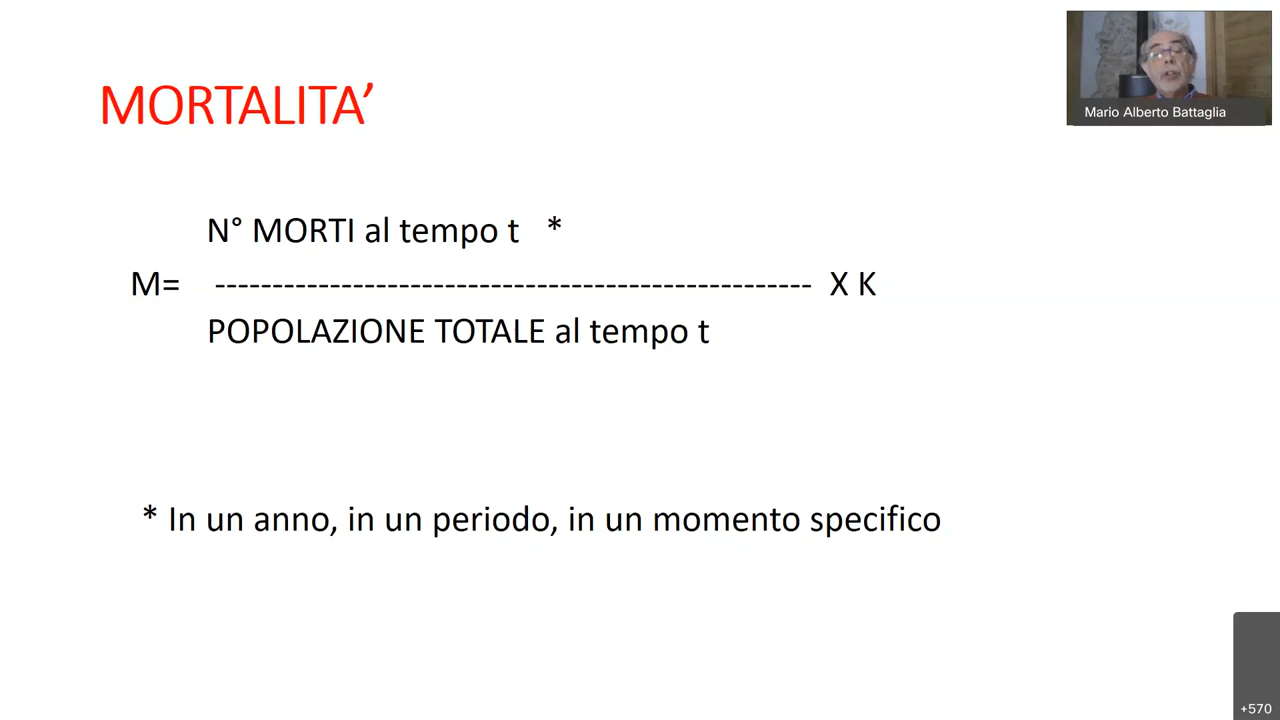 Mario Alberto Battaglia
MORTALITA’
N° MORTI al tempo t *
M= ---------------------------------------------------- X K
POPOLAZIONE TOTALE al tempo t
* In un anno, in un periodo, in un momento specifico
+570